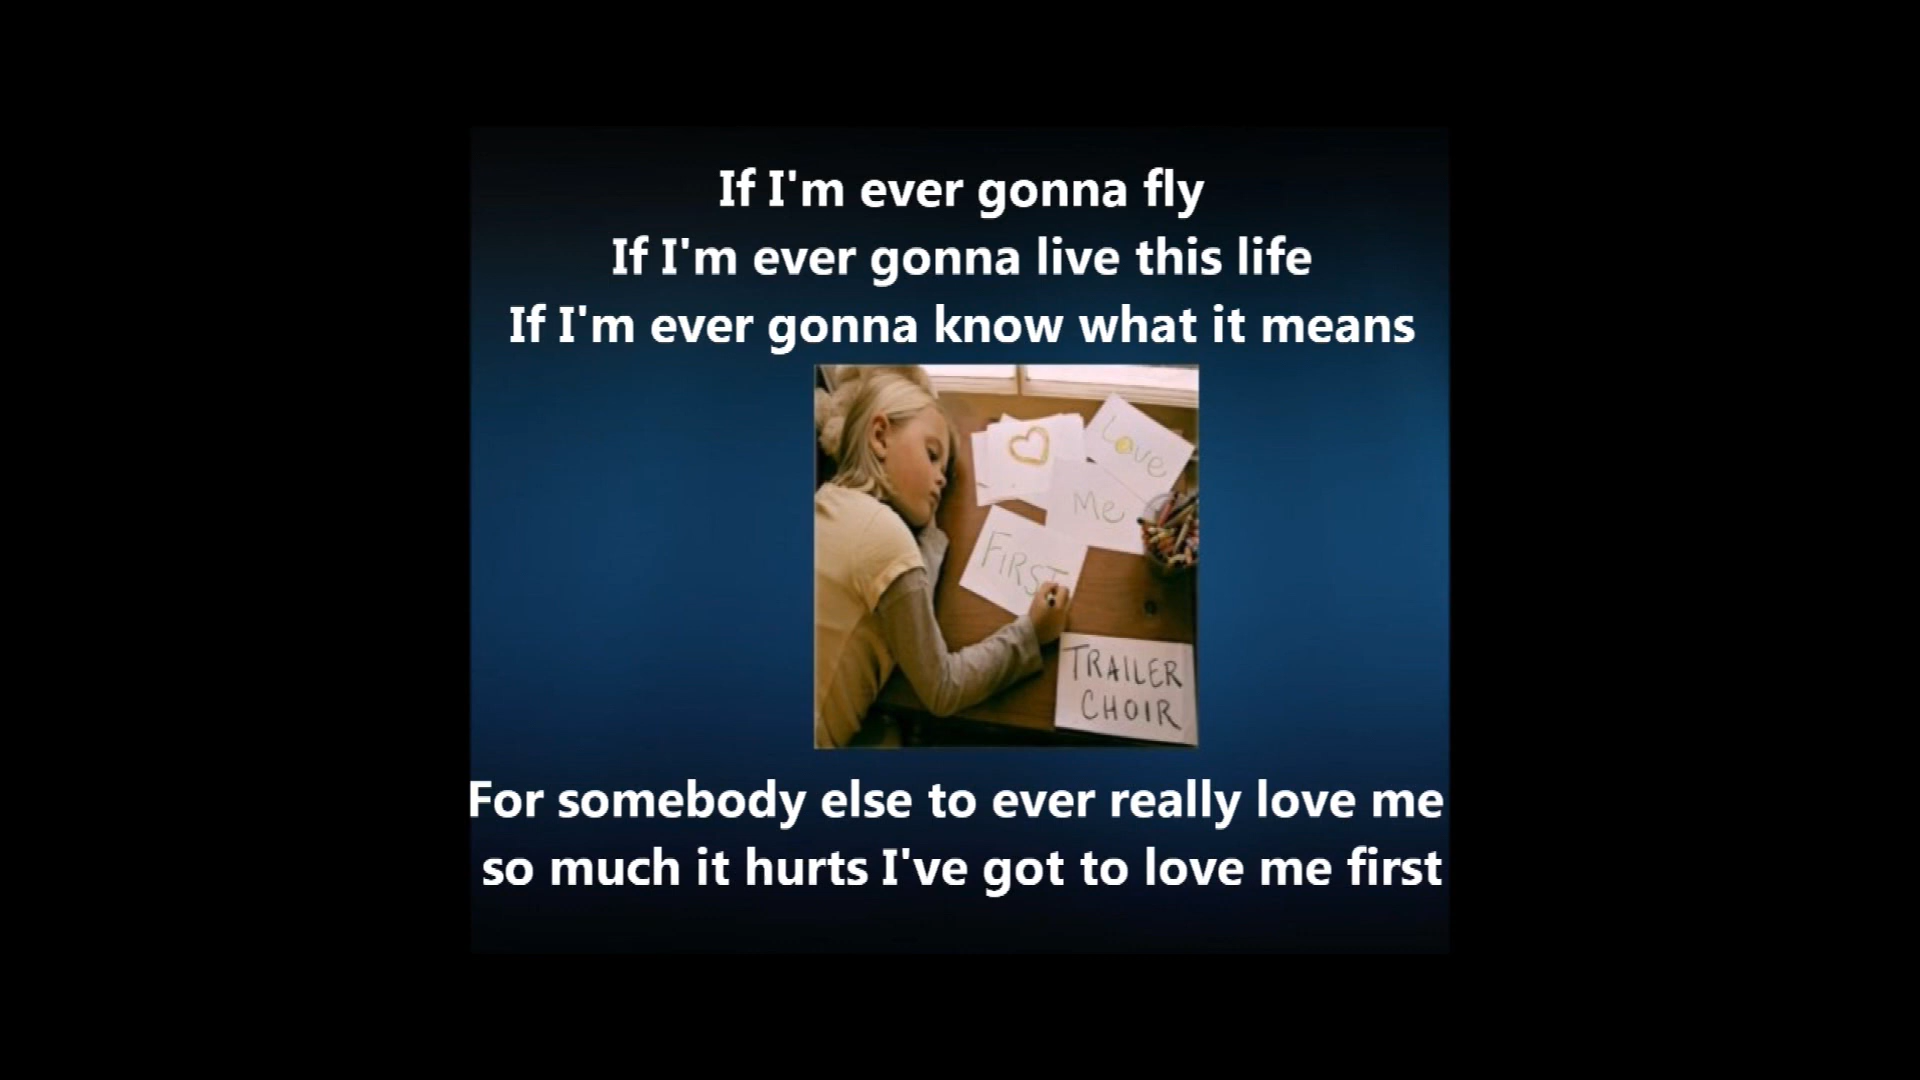 If I'm ever gonna fly
If I'm ever gonna live this life
If I'm ever gonna know what it means
Love
Me
FIRST
TRAILER
CHOIR
For somebody else to ever really love me
so much it hurts I've got to love me first